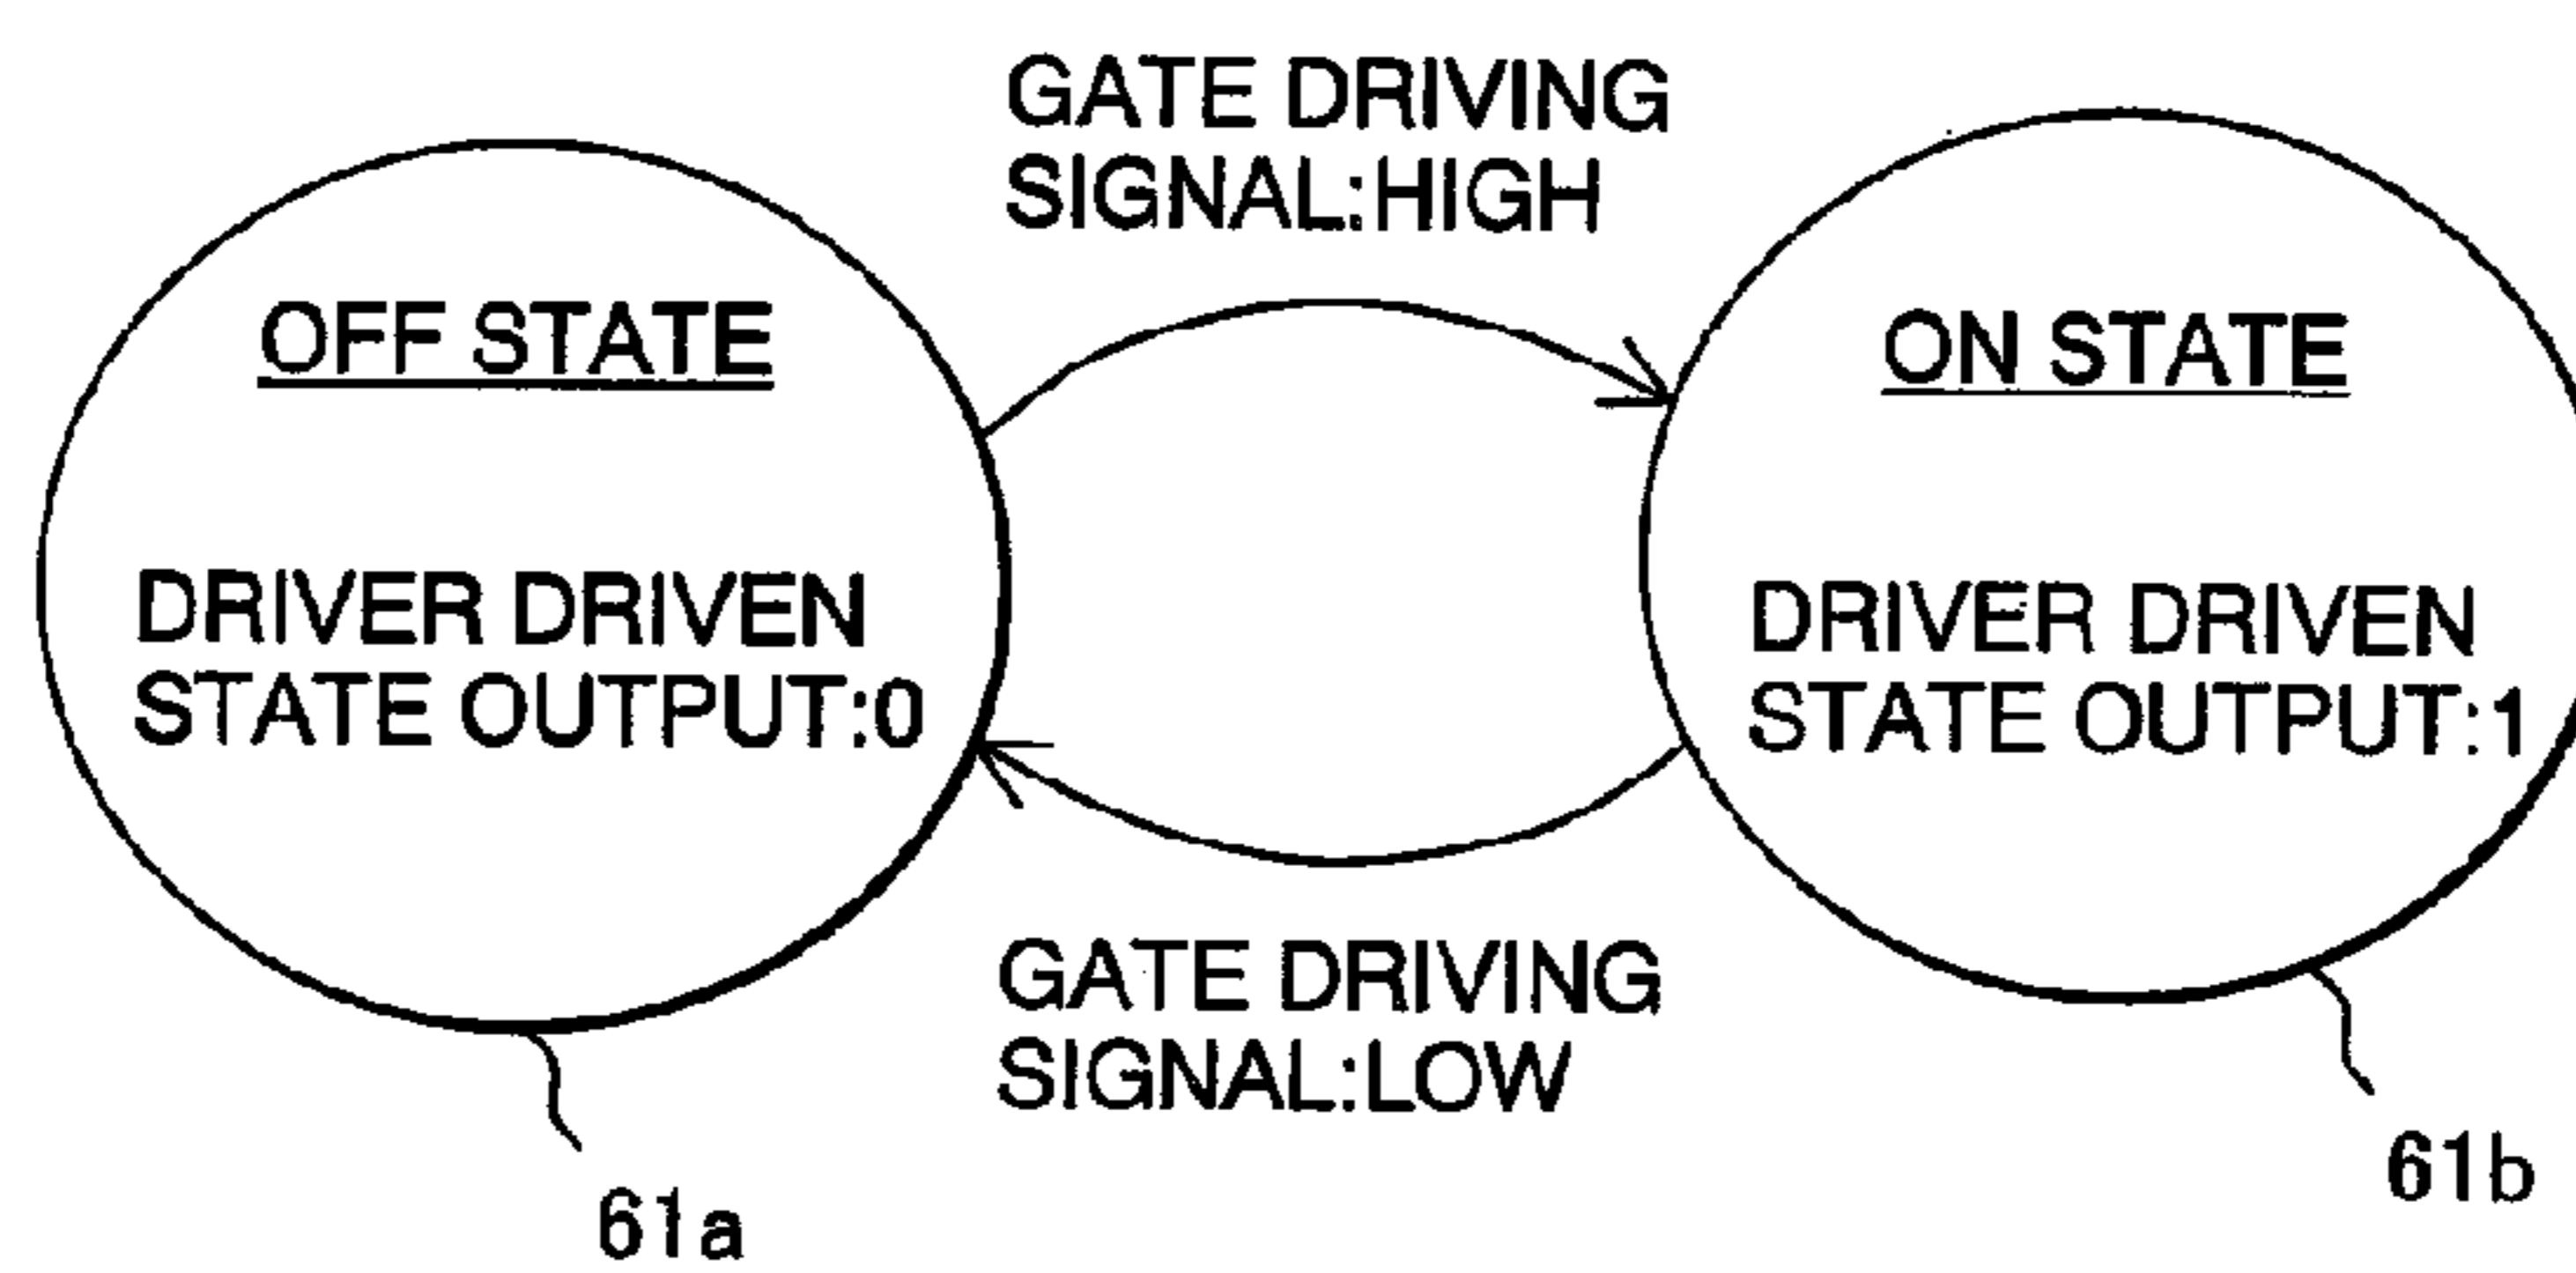 GATE DRIVING
SIGNAL:HIGH
OFF STATE
DRIVER DRIVEN
STATE OUTPUT:0
ON STATE
DRIVER DRIVEN
STATE OUTPUT:1
GATE DRIVING
SIGNAL:LOW
61a
61b